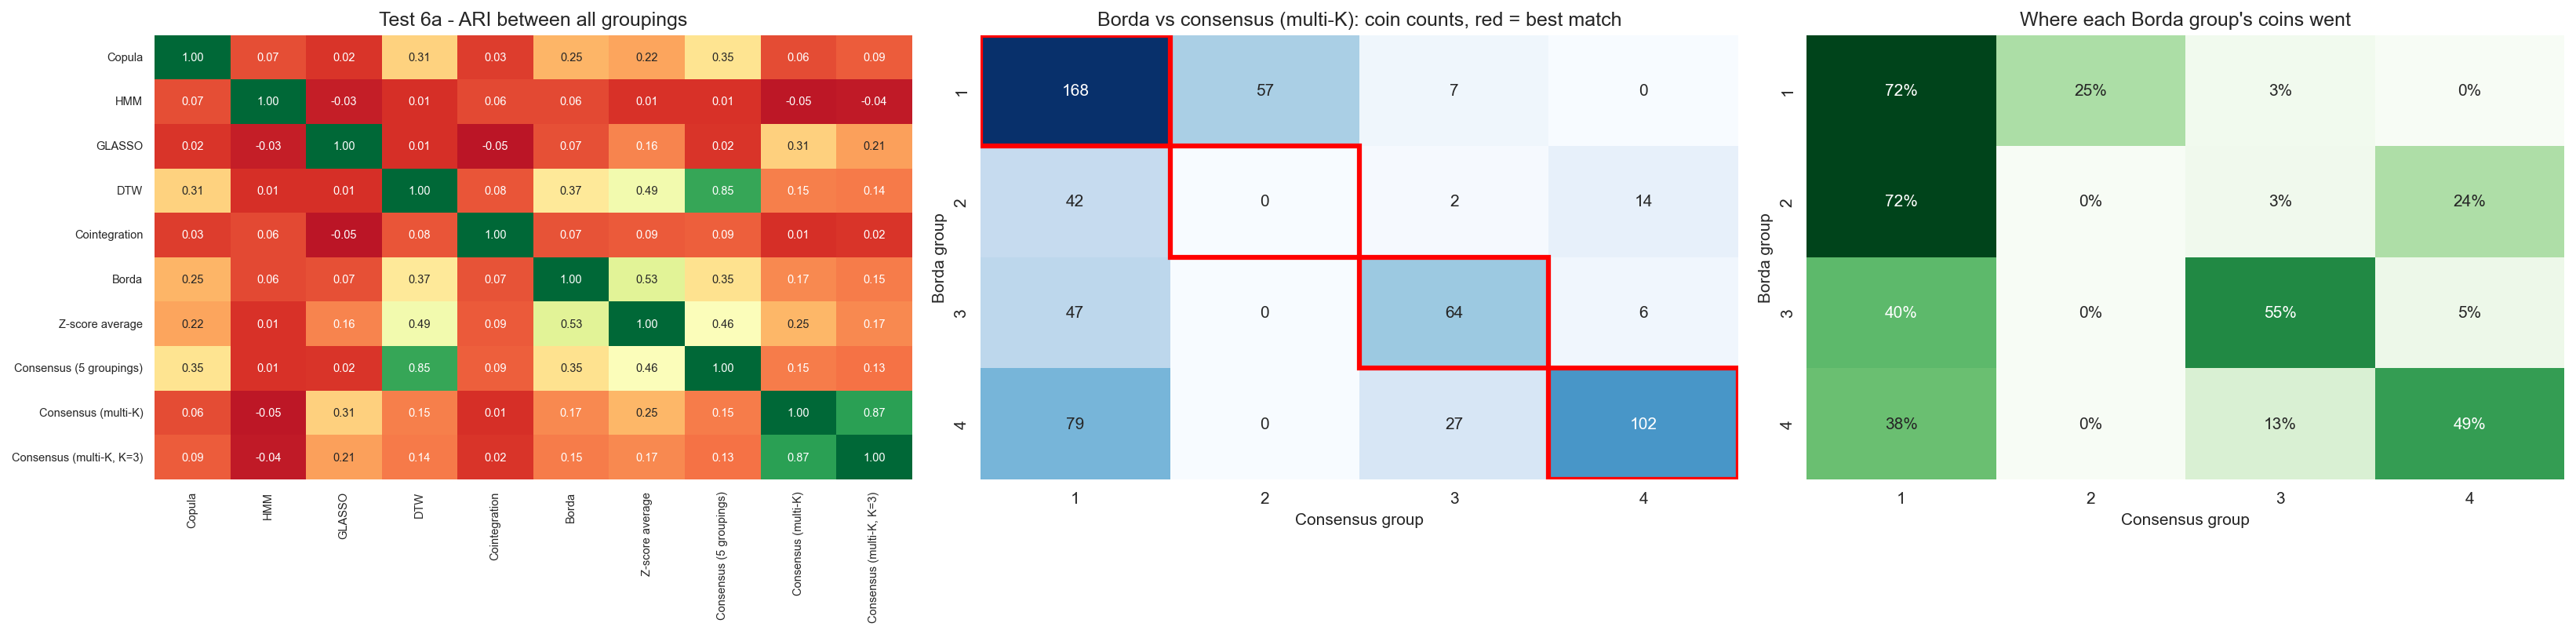 Test 6a - ARI between all groupings
Copula 1.00 0.07 0.02 0.31 0.03 0.25 0.22 0.35 0.06 0.09
HMM 0.07 1.00 -0.03 0.01 0.06 0.06 0.01 0.01 -0.05 -0.04
GLASSO 0.02 -0.03 1.00 0.01 -0.05 0.07 0.16 0.02 0.31 0.21
DTW 0.31 0.01 0.01 1.00 0.08 0.37 0.49 0.85 0.15 0.14
Cointegration 0.03 0.06 -0.05 0.08 1.00 0.07 0.09 0.09 0.01 0.02
Borda 0.25 0.06 0.07 0.37 0.07 1.00 0.53 0.35 0.17 0.15
Z-score average 0.22 0.01 0.16 0.49 0.09 0.53 1.00 0.46 0.25 0.17
Consensus (5 groupings) 0.35 0.01 0.02 0.85 0.09 0.35 0.46 1.00 0.15 0.13
Consensus (multi-K) 0.06 -0.05 0.31 0.15 0.01 0.17 0.25 0.15 1.00 0.87
Consensus (multi-K, K=3) 0.09 -0.04 0.21 0.14 0.02 0.15 0.17 0.13 0.87 1.00
Copula
HMM
GLASSO
DTW
Cointegration
Borda
Z-score average
Consensus (5 groupings)
Consensus (multi-K)
Consensus (multi-K, K=3)
Borda vs consensus (multi-K): coin counts, red = best match
Borda group
1 168 57 7 0
2 42 0 2 14
3 47 0 64 6
4 79 0 27 102
1 2 3 4
Consensus group
Where each Borda group's coins went
Borda group
1 72% 25% 3% 0%
2 72% 0% 3% 24%
3 40% 0% 55% 5%
4 38% 0% 13% 49%
1 2 3 4
Consensus group